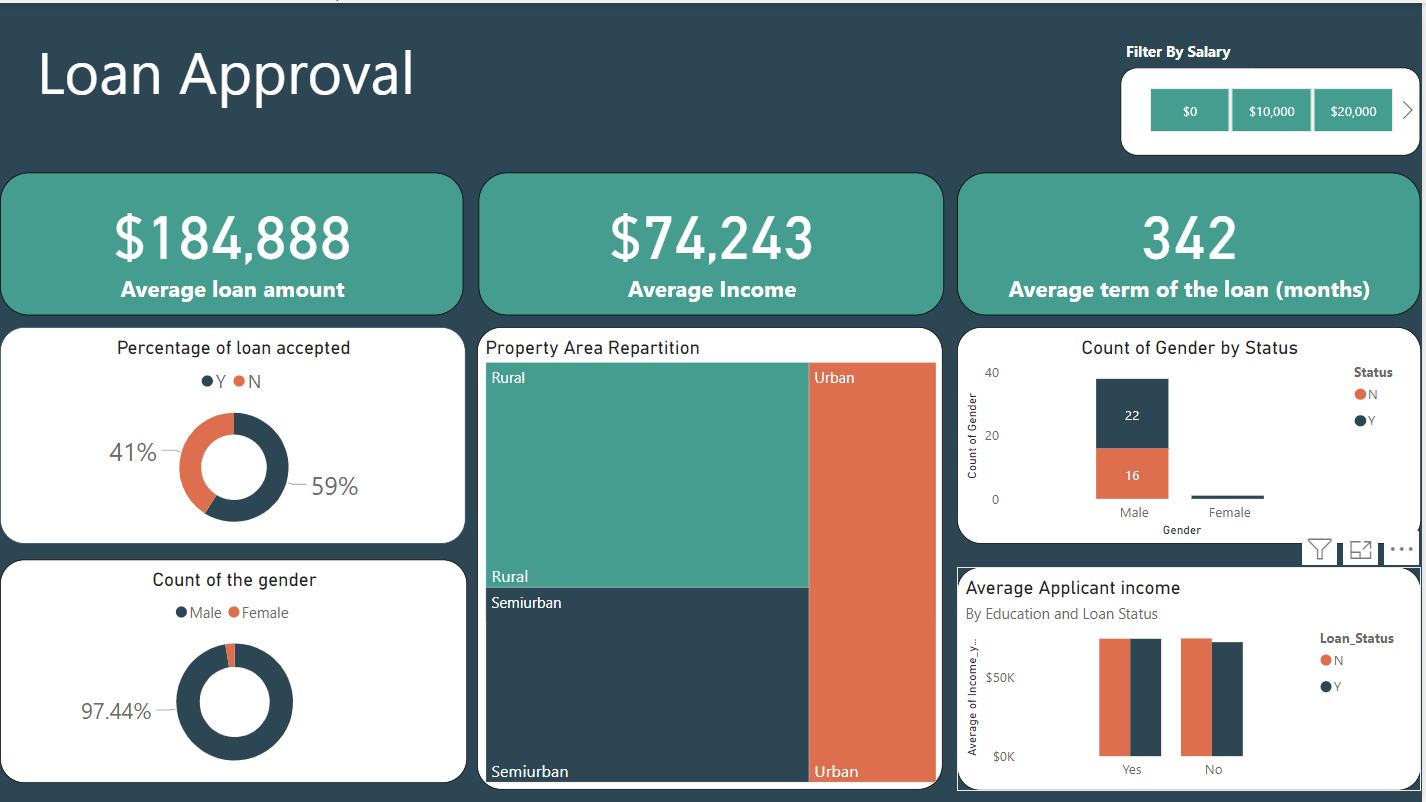 Loan Approval
Filter By Salary
$0 $10,000 $20,000
$184,888
Average loan amount
$74,243
Average Income
342
Average term of the loan (months)
Percentage of loan accepted
Y N
41%
59%
Count of the gender
Male Female
97.44%
Property Area Repartition
Rural
Rural
Semiurban
Semiurban
Urban
Urban
Count of Gender by Status
Count of Gender
40
20
0
22
16
Male Female
Gender
Status
N
Y
Average Applicant income
By Education and Loan Status
Average of Income_y...
$50K
$0K
Yes No
Loan_Status
N
Y